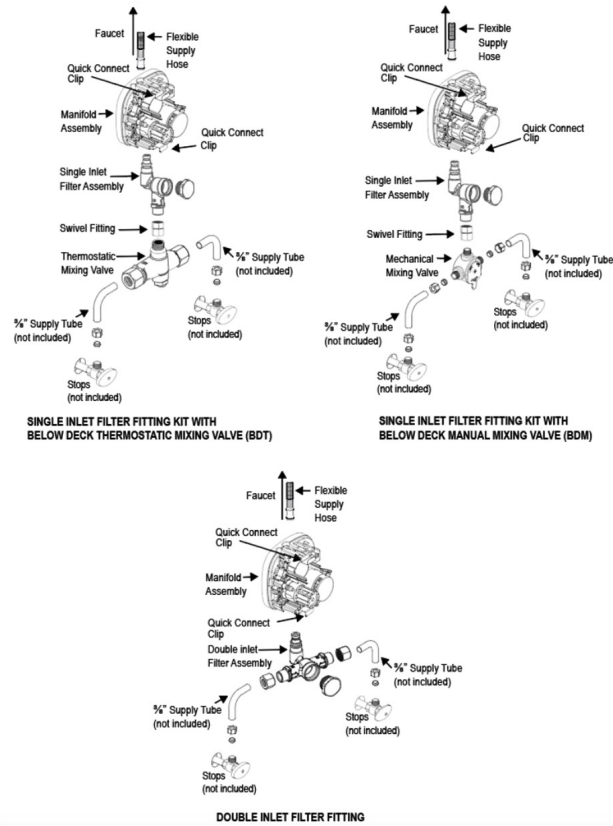 Faucet
Flexible
Supply
Hose
Quick Connect
Clip
Manifold
Assembly
Quick Connect
Clip
Single Inlet
Filter Assembly
Swivel Fitting
Thermostatic
Mixing Valve
⅜" Supply Tube
(not included)
Stops
(not included)
⅜" Supply Tube
(not included)
Stops
(not included)
SINGLE INLET FILTER FITTING KIT WITH
BELOW DECK THERMOSTATIC MIXING VALVE (BDT)
Faucet
Flexible
Supply
Hose
Quick Connect
Clip
Manifold
Assembly
Quick Connect
Clip
Single Inlet
Filter Assembly
Swivel Fitting
Mechanical
Mixing Valve
⅜" Supply Tube
(not included)
Stops
(not included)
⅜" Supply Tube
(not included)
Stops
(not included)
SINGLE INLET FILTER FITTING KIT WITH
BELOW DECK MANUAL MIXING VALVE (BDM)
Faucet
Flexible
Supply
Hose
Quick Connect
Clip
Manifold
Assembly
Quick Connect
Clip
Double inlet
Filter Assembly
⅜" Supply Tube
(not included)
⅜" Supply Tube
(not included)
Stops
(not included)
Stops
(not included)
DOUBLE INLET FILTER FITTING